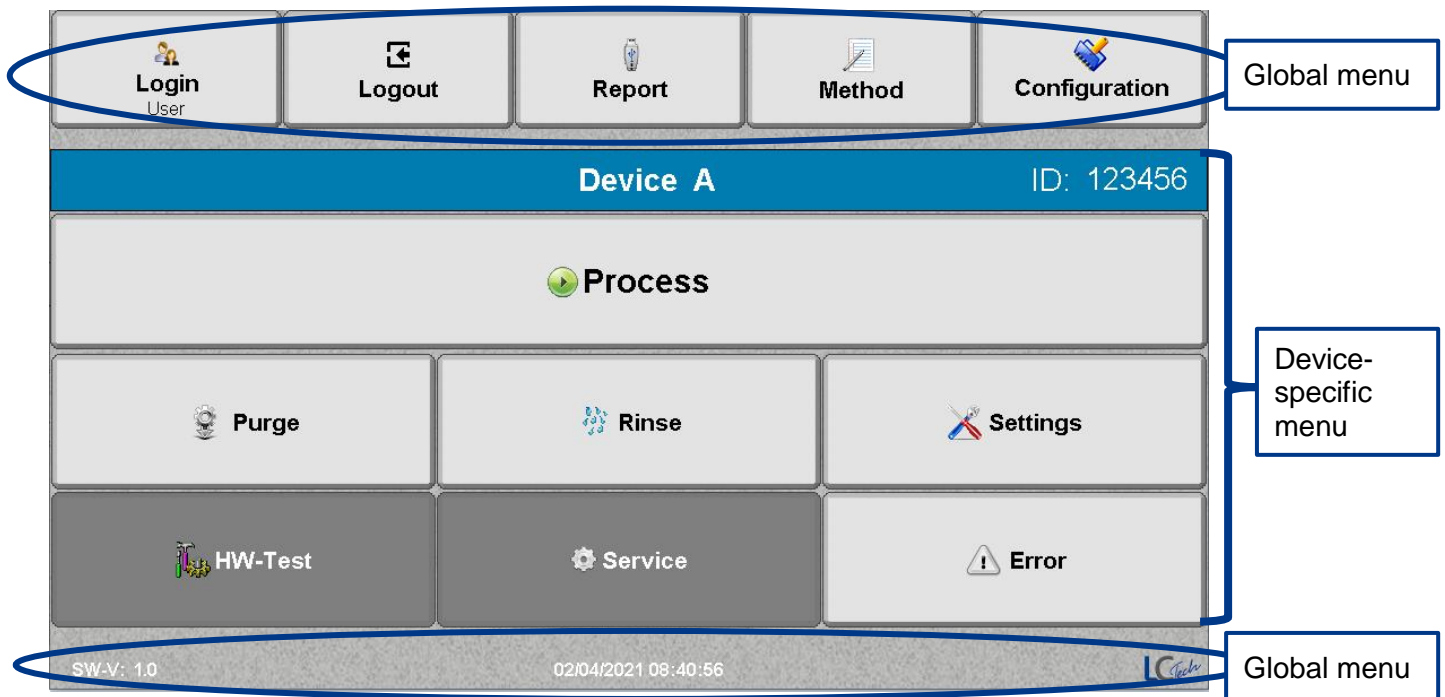 Login
User
Logout
Report
Method
Configuration
Global menu
Device A
ID: 123456
Process
Purge
Rinse
Settings
Device-
specific
menu
HW-Test
Service
Error
SW-V: 1.0
02/04/2021 08:40:56
LCTech
Global menu